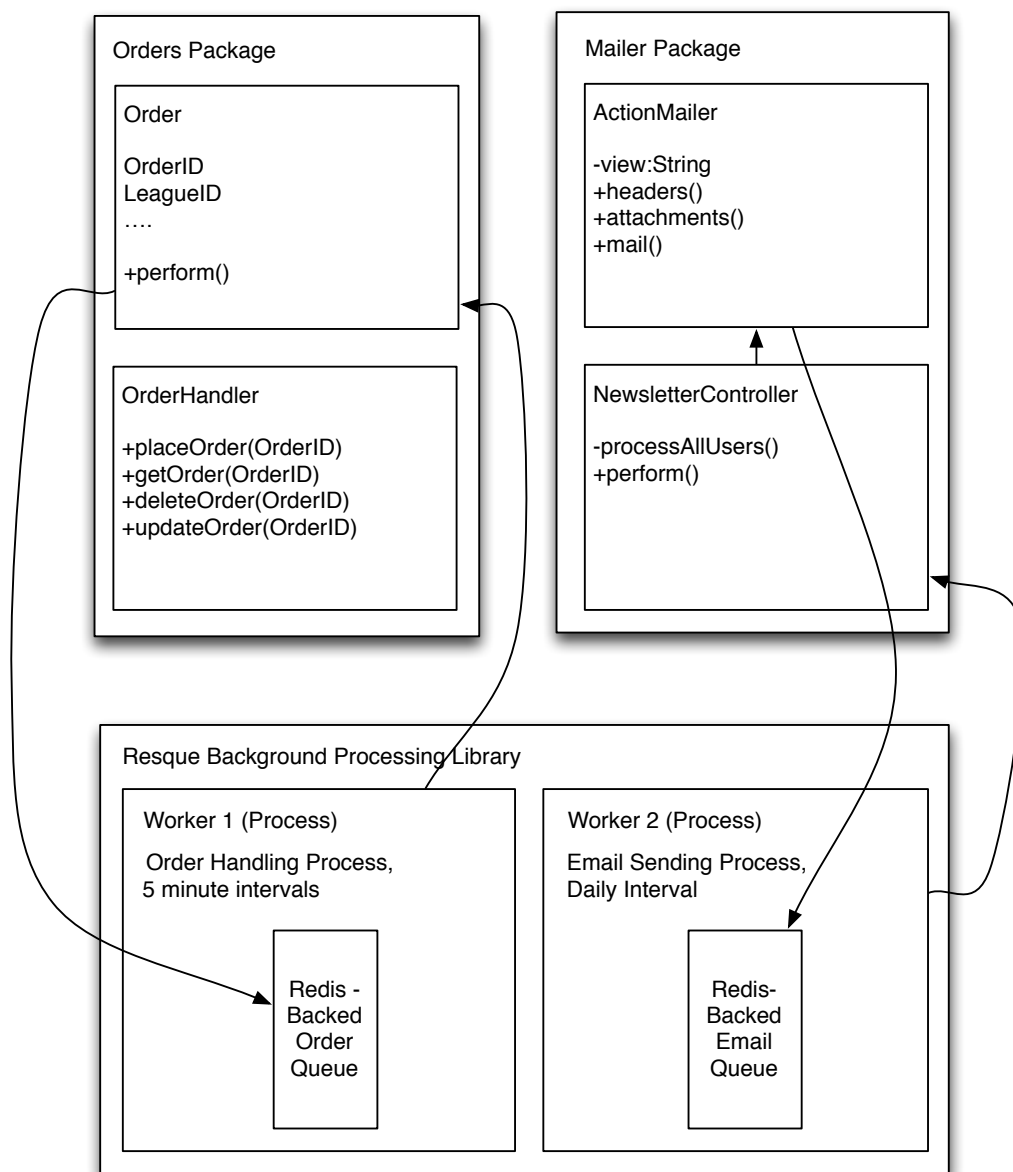 Orders Package
Order
OrderID
LeagueID
....
+perform()
OrderHandler
+placeOrder(OrderID)
+getOrder(OrderID)
+deleteOrder(OrderID)
+updateOrder(OrderID)
Mailer Package
ActionMailer
-view:String
+headers()
+attachments()
+mail()
NewsletterController
-processAllUsers()
+perform()
Resque Background Processing Library
Worker 1 (Process)
Order Handling Process,
5 minute intervals
Redis -
Backed
Order
Queue
Worker 2 (Process)
Email Sending Process,
Daily Interval
Redis-
Backed
Email
Queue